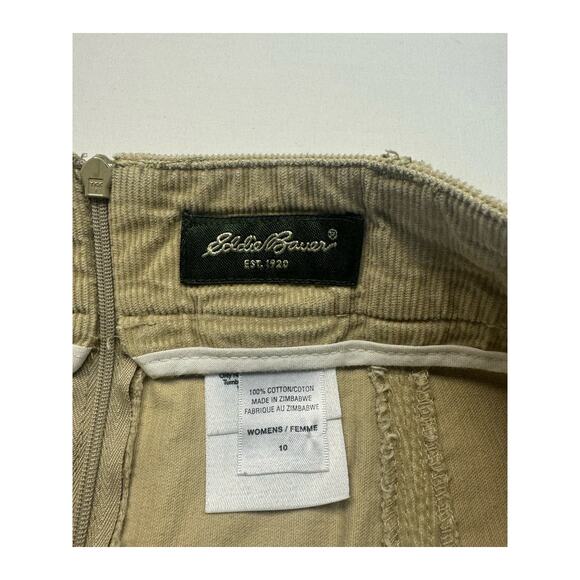 Eddie Bauer®
EST. 1920
100% COTTON/COTON
MADE IN ZIMBABWE
FABRIQUE AU ZIMBABWE
WOMENS / FEMME
10